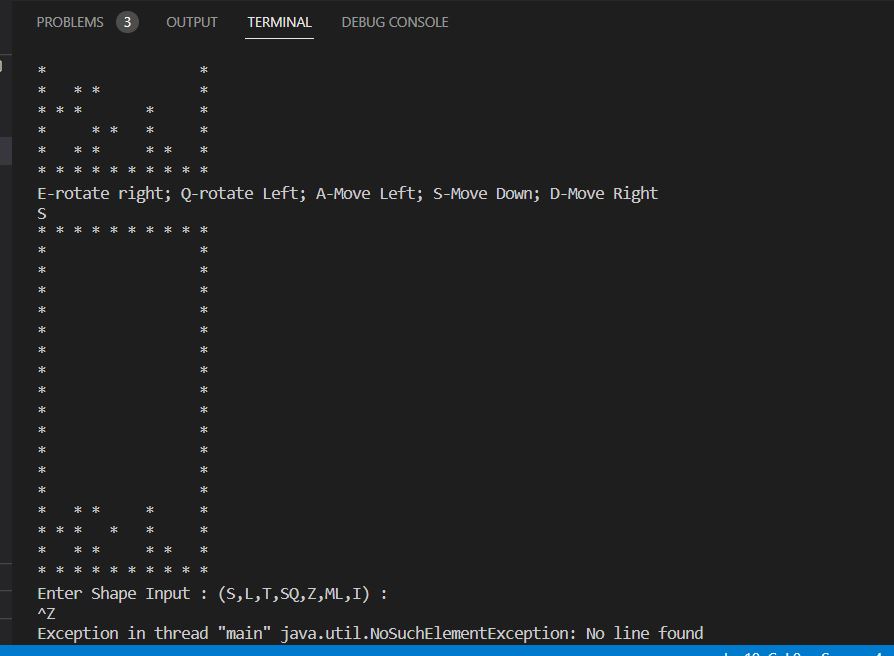 PROBLEMS 3 OUTPUT TERMINAL DEBUG CONSOLE
*                 *
*   * *           *
* * *       *     *
*     * *   *     *
*   * *     * *   *
* * * * * * * * * *
E-rotate right; Q-rotate Left; A-Move Left; S-Move Down; D-Move Right
S
* * * * * * * * * *
*                 *
*                 *
*                 *
*                 *
*                 *
*                 *
*                 *
*                 *
*                 *
*                 *
*                 *
*                 *
*                 *
*   * *     *     *
* * *   *   *     *
*   * *     * *   *
* * * * * * * * * *
Enter Shape Input : (S,L,T,SQ,Z,ML,I) :
^Z
Exception in thread "main" java.util.NoSuchElementException: No line found